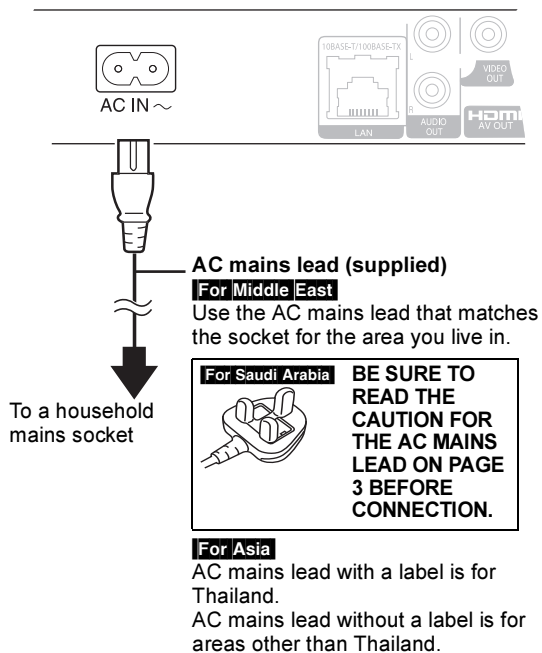 10BASE-T/100BASE-TX
L
R
VIDEO
OUT
AUDIO
OUT
HDMI
AV OUT
LAN
AC IN ~
AC mains lead (supplied)
For Middle East
Use the AC mains lead that matches
the socket for the area you live in.
To a household
mains socket
For Saudi Arabia
BE SURE TO
READ THE
CAUTION FOR
THE AC MAINS
LEAD ON PAGE
3 BEFORE
CONNECTION.
For Asia
AC mains lead with a label is for
Thailand.
AC mains lead without a label is for
areas other than Thailand.